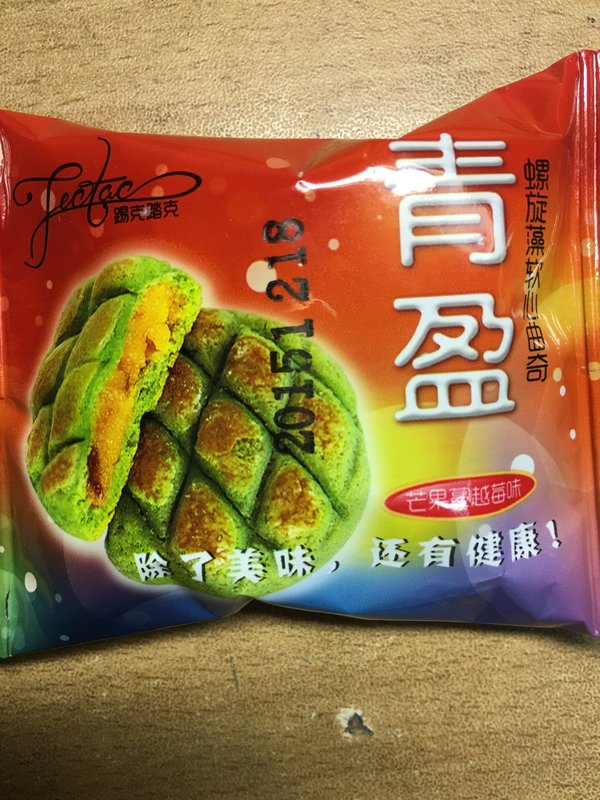 Tectac
踢克踏克
青盈
螺旋藻软心曲奇
20151218
芒果蔓越莓味
除了美味，还有健康！